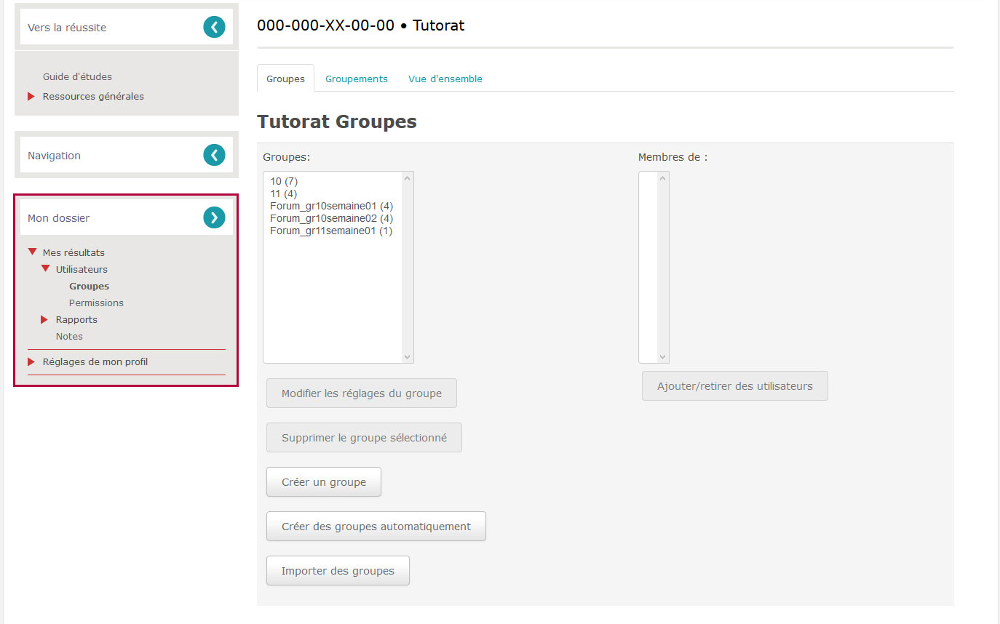 Vers la réussite
Guide d'études
Ressources générales
Navigation
Mon dossier
Mes résultats
Utilisateurs
Groupes
Permissions
Rapports
Notes
Réglages de mon profil
000-000-XX-00-00 • Tutorat
Groupes
Groupements
Vue d'ensemble
Tutorat Groupes
Groupes:
10 (7)
11 (4)
Forum_gr10semaine01 (4)
Forum_gr10semaine02 (4)
Forum_gr11semaine01 (1)
Modifier les réglages du groupe
Supprimer le groupe sélectionné
Créer un groupe
Créer des groupes automatiquement
Importer des groupes
Membres de :
Ajouter/retirer des utilisateurs